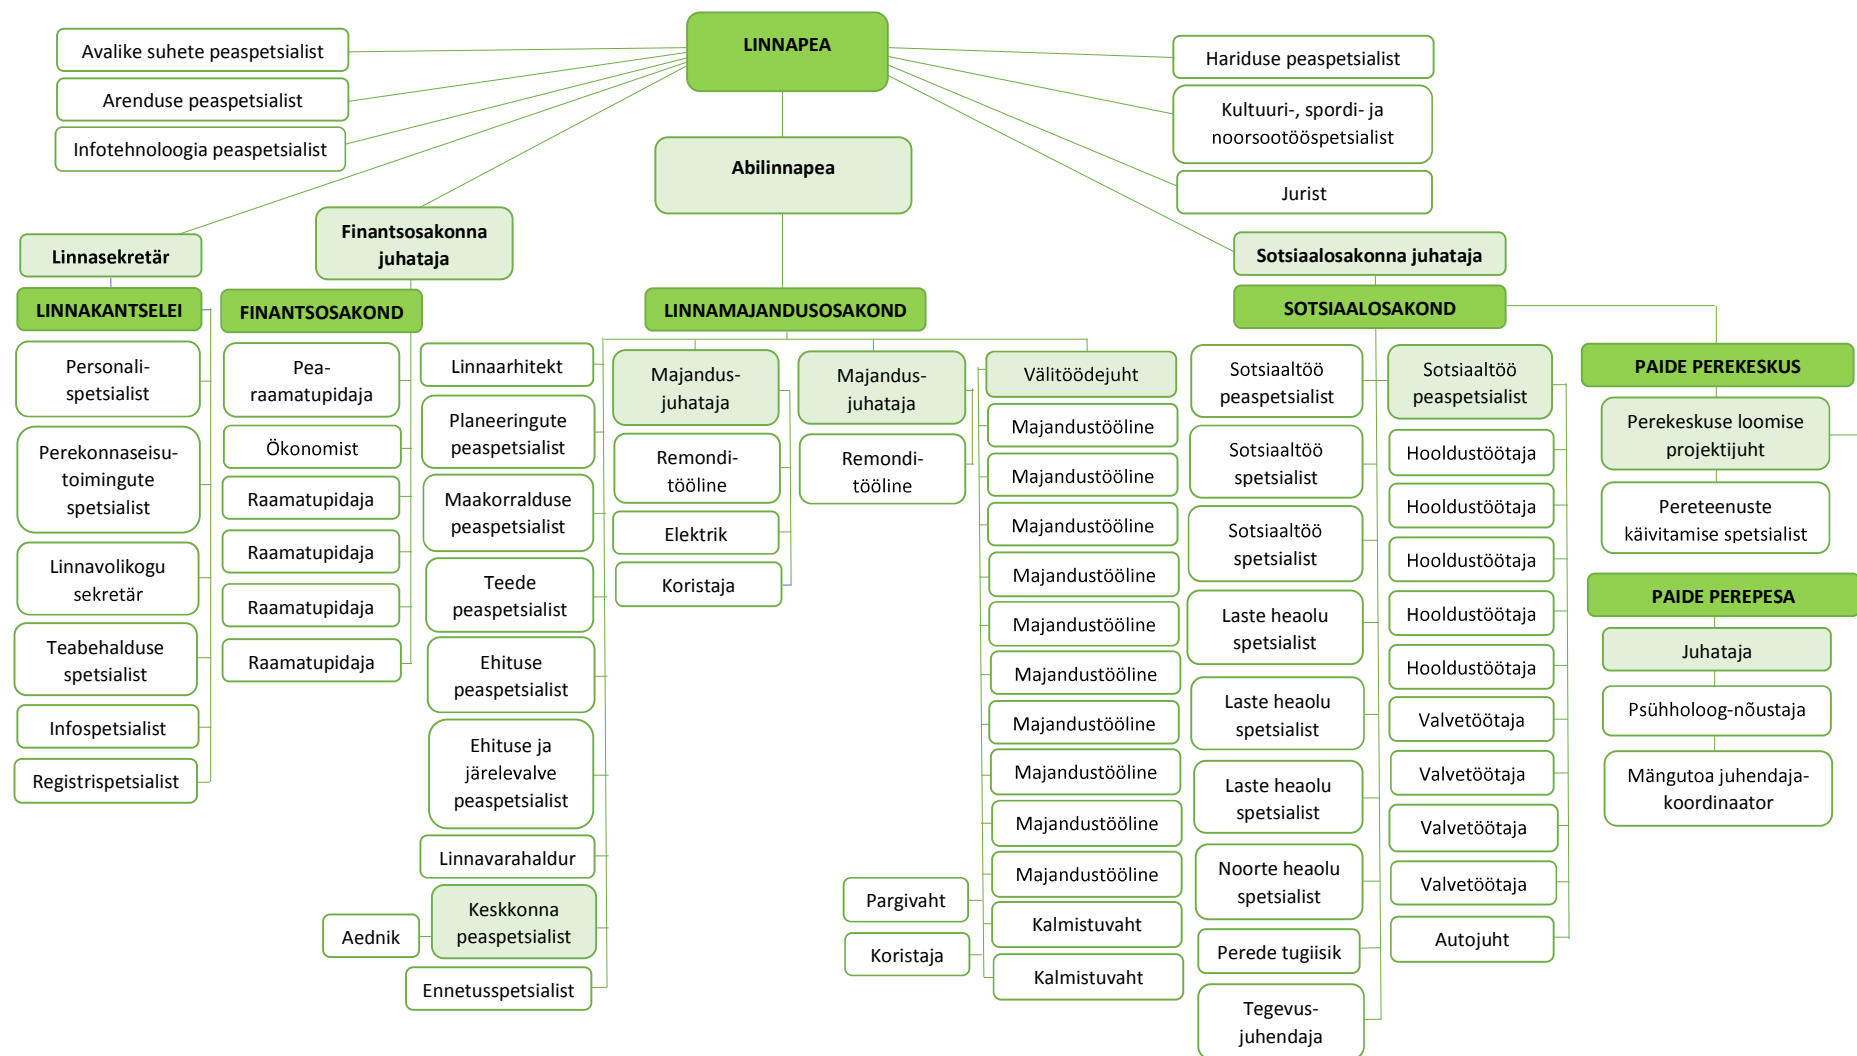 LINNAPEA
Avalike suhete peaspetsialist
Arenduse peaspetsialist
Infotehnoloogia peaspetsialist
Hariduse peaspetsialist
Kultuuri-, spordi- ja
noorsootööspetsialist
Jurist
Abilinnapea
Linnasekretär
Finantsosakonna
juhataja
Sotsiaalosakonna juhataja
LINNAKANTSELEI
Personali-
spetsialist
Perekonnaseisu-
toimingute
spetsialist
Linnavolikogu
sekretär
Teabehalduse
spetsialist
Infospetsialist
Registrispetsialist
FINANTSOSAKOND
Pea-
raamatupidaja
Ökonomist
Raamatupidaja
Raamatupidaja
Raamatupidaja
Raamatupidaja
LINNAMAJANDUSOSAKOND
Linnaarhitekt
Planeeringute
peaspetsialist
Maakorralduse
peaspetsialist
Teede
peaspetsialist
Ehituse
peaspetsialist
Ehituse ja
järelevalve
peaspetsialist
Linnavarahaldur
Keskkonna
peaspetsialist
Aednik
Ennetusspetsialist
Majandus-
juhataja
Remondi-
tööline
Elektrik
Koristaja
Majandus-
juhataja
Remondi-
tööline
Välitöödejuht
Majandustööline
Majandustööline
Majandustööline
Majandustööline
Majandustööline
Majandustööline
Majandustööline
Majandustööline
Majandustööline
Majandustööline
Pargivaht
Kalmistuvaht
Koristaja
Kalmistuvaht
SOTSIAALOSAKOND
Sotsiaaltöö
peaspetsialist
Sotsiaaltöö
spetsialist
Sotsiaaltöö
spetsialist
Laste heaolu
spetsialist
Laste heaolu
spetsialist
Laste heaolu
spetsialist
Noorte heaolu
spetsialist
Perede tugiisik
Tegevus-
juhendaja
Sotsiaaltöö
peaspetsialist
Hooldustöötaja
Hooldustöötaja
Hooldustöötaja
Hooldustöötaja
Hooldustöötaja
Valvetöötaja
Valvetöötaja
Valvetöötaja
Valvetöötaja
Autojuht
PAIDE PEREKESKUS
Perekeskuse loomise
projektijuht
Pereteenuste
käivitamise spetsialist
PAIDE PEREPESA
Juhataja
Psühholoog-nõustaja
Mängutoa juhendaja-
koordinaator